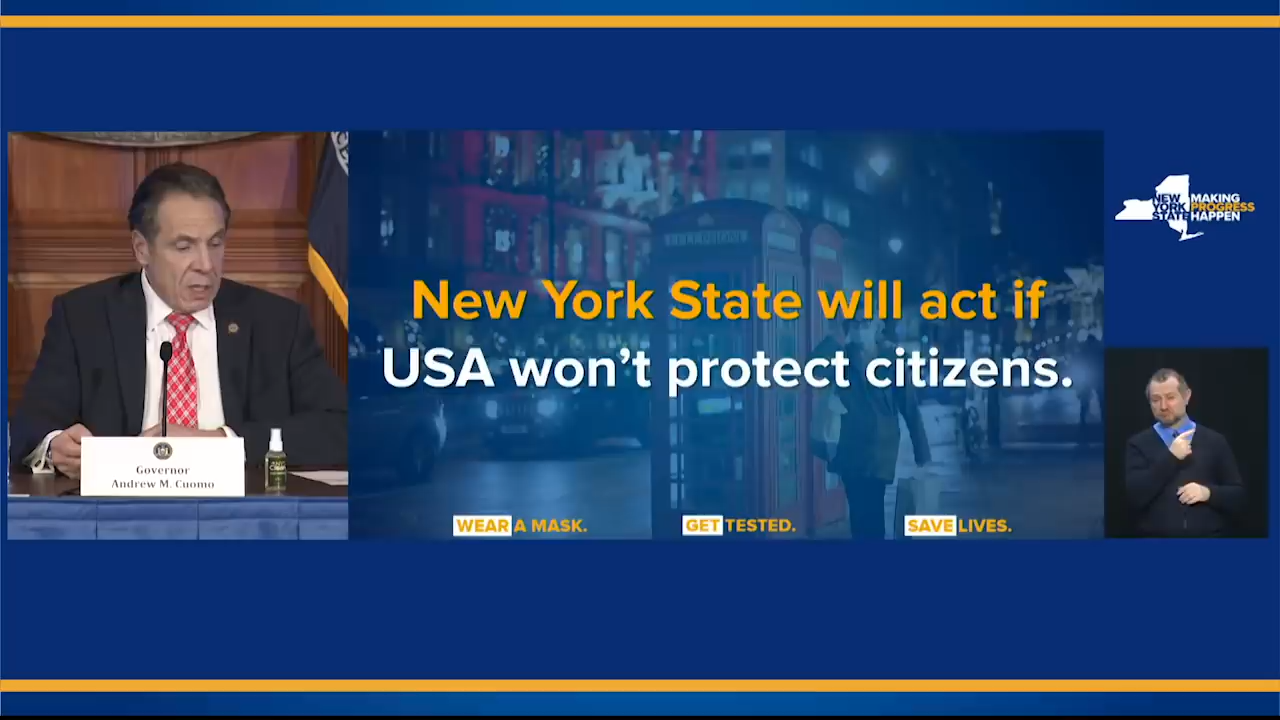 New York State will act if
USA won't protect citizens.
WEAR A MASK.
GET TESTED.
SAVE LIVES.
Governor
Andrew M. Cuomo
TELEPHONE
NEW
YORK
STATE
MAKING
PROGRESS
HAPPEN